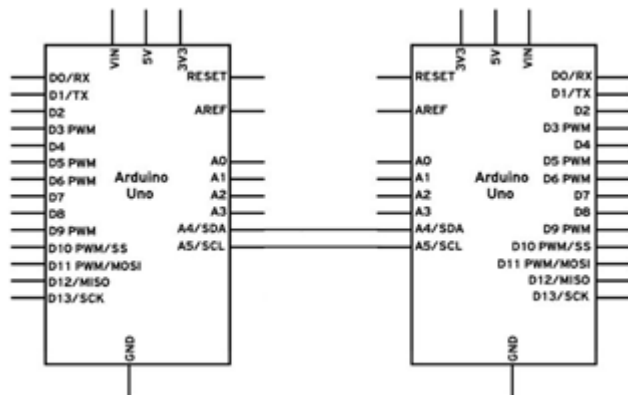 VIN 5V 3V3
D0/RX RESET
D1/TX
D2 AREF
D3 PWM
D4
D5 PWM A0
D6 PWM A1
D7 A2
D8 A3
D9 PWM A4/SDA
D10 PWM/SS A5/SCL
D11 PWM/MOSI
D12/MISO
D13/SCK
Arduino
Uno
GND
3V3 5V VIN
RESET D0/RX
D1/TX
AREF D2
D3 PWM
D4
A0 D5 PWM
A1 D6 PWM
A2 D7
A3 D8
A4/SDA D9 PWM
A5/SCL D10 PWM/SS
D11 PWM/MOSI
D12/MISO
D13/SCK
Arduino
Uno
GND